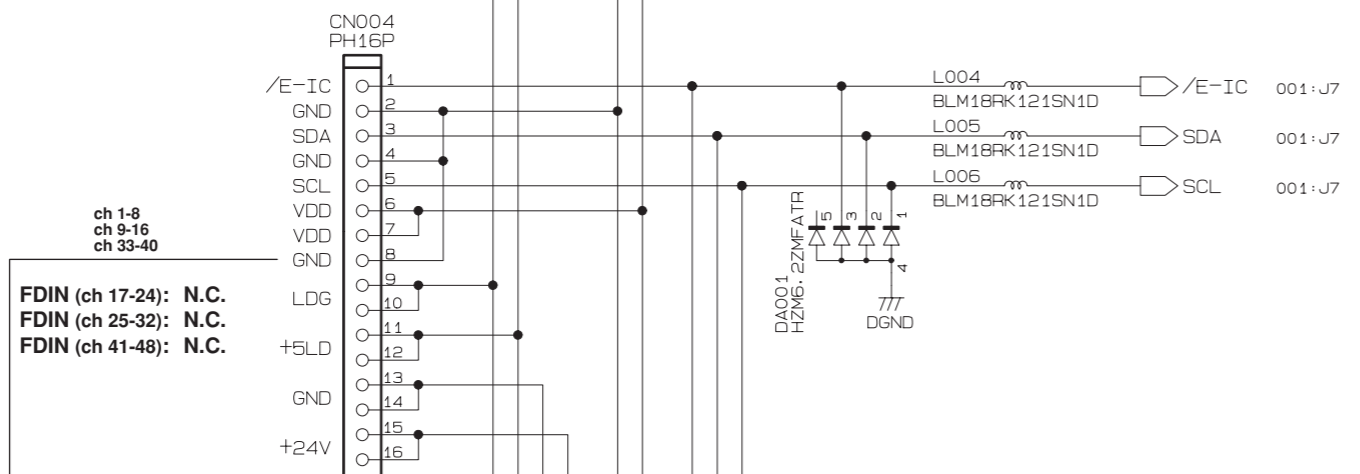 CN004
PH16P
/E-IC
GND
SDA
GND
SCL
VDD
VDD
GND
LDG
+5LD
GND
+24V
1
2
3
4
5
6
7
8
9
10
11
12
13
14
15
16
ch 1-8
ch 9-16
ch 33-40
FDIN (ch 17-24): N.C.
FDIN (ch 25-32): N.C.
FDIN (ch 41-48): N.C.
L004
BLM18RK121SN1D
L005
BLM18RK121SN1D
L006
BLM18RK121SN1D
/E-IC 001:J7
SDA 001:J7
SCL 001:J7
DA001
HZM6.2ZMFATR
5
3
2
1
4
DGND